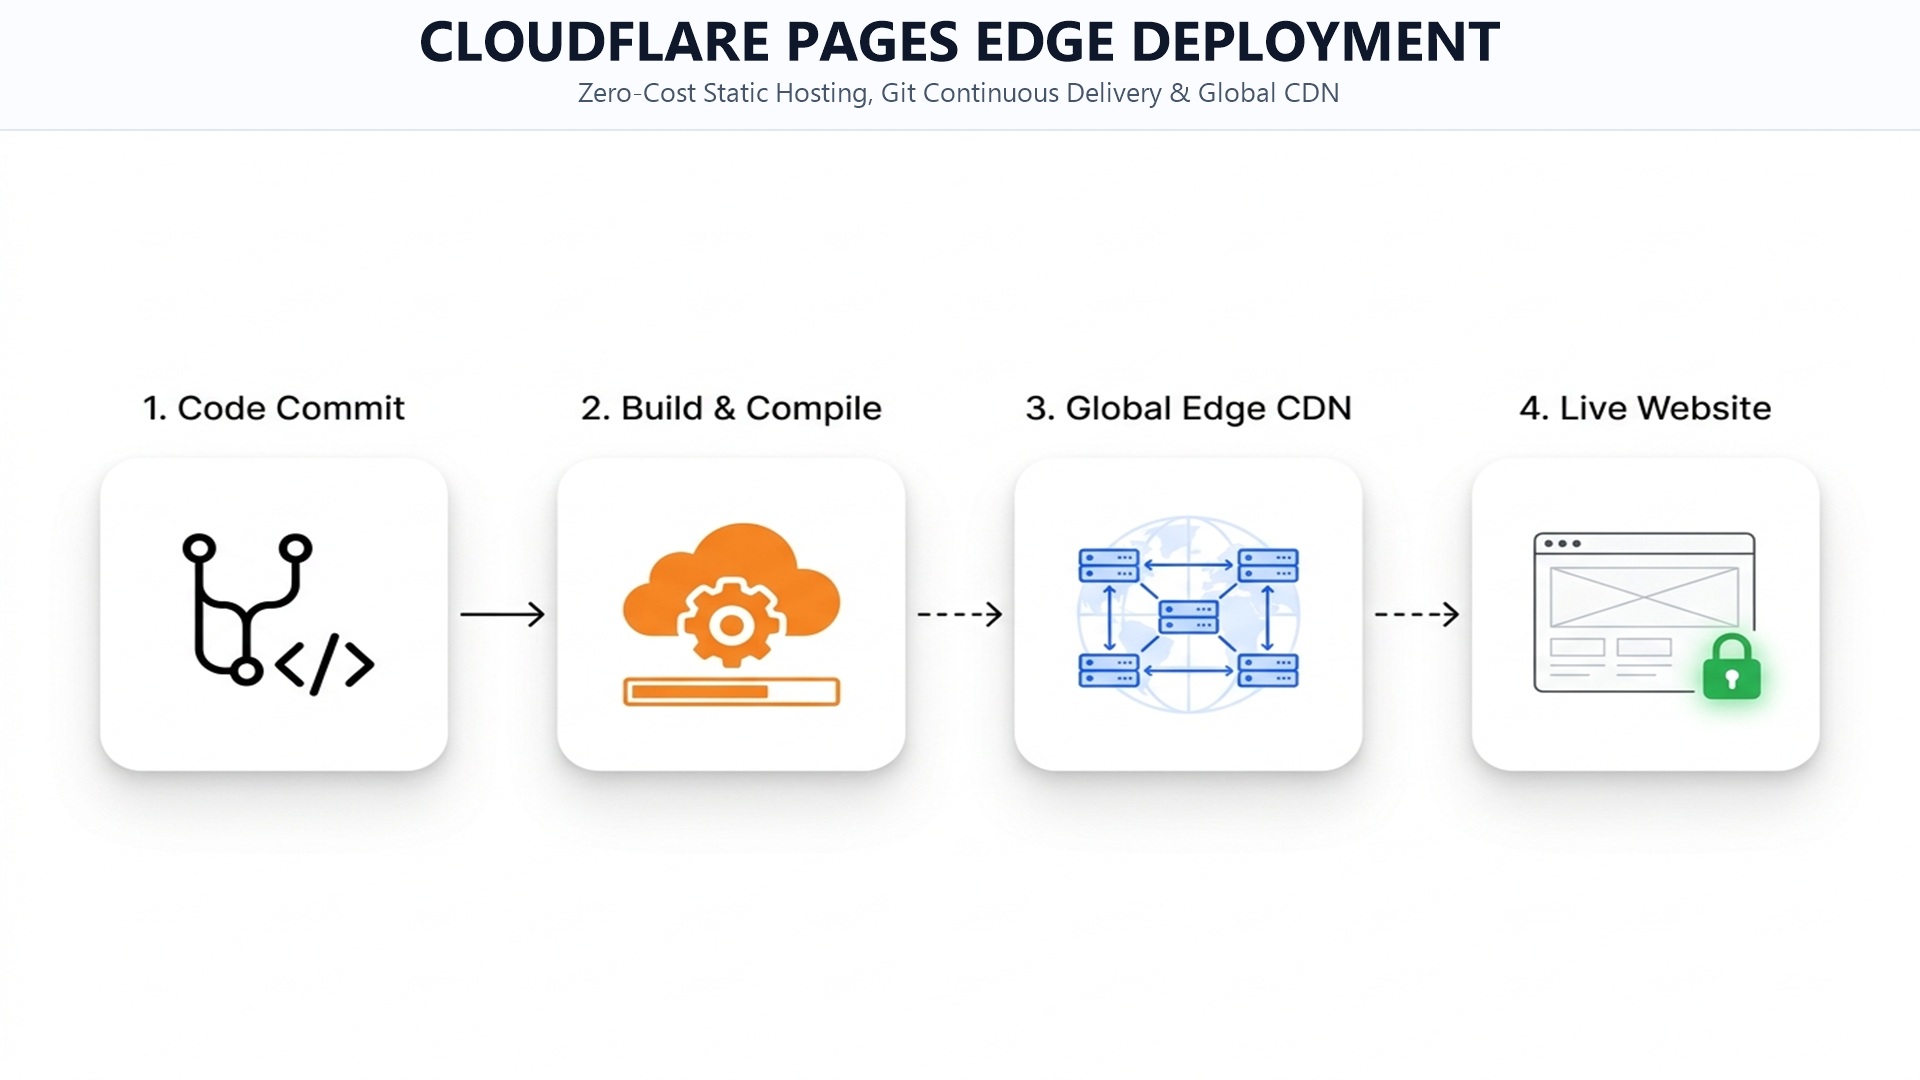 CLOUDFLARE PAGES EDGE DEPLOYMENT
Zero-Cost Static Hosting, Git Continuous Delivery & Global CDN
1. Code Commit
2. Build & Compile
3. Global Edge CDN
4. Live Website